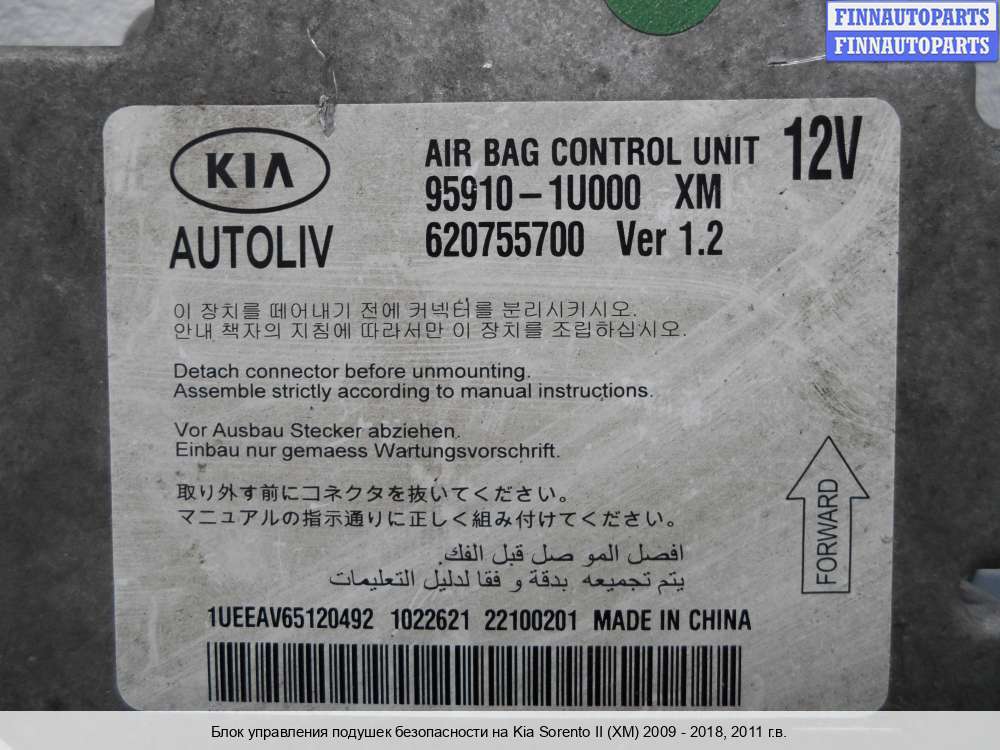 FINNAUTOPARTS
FINNAUTOPARTS
KIA
AUTOLIV
AIR BAG CONTROL UNIT
95910-1U000 XM
620755700 Ver 1.2
12V
이 장치를 떼어내기 전에 커넥터를 분리시키시오.
안내 책자의 지침에 따라서만 이 장치를 조립하십시오.
Detach connector before unmounting.
Assemble strictly according to manual instructions.
Vor Ausbau Stecker abziehen.
Einbau nur gemaess Wartungsvorschrift.
取り外す前にコネクタを抜いてください。
マニュアルの指示通りに正しく組み付けてください。
افصل المو صل قبل الفك.
يتم تجميعه بدقة و فقا لدليل التعليمات
FORWARD
1UEEAV65120492 1022621 22100201 MADE IN CHINA
Блок управления подушек безопасности на Kia Sorento II (XM) 2009 - 2018, 2011 г.в.